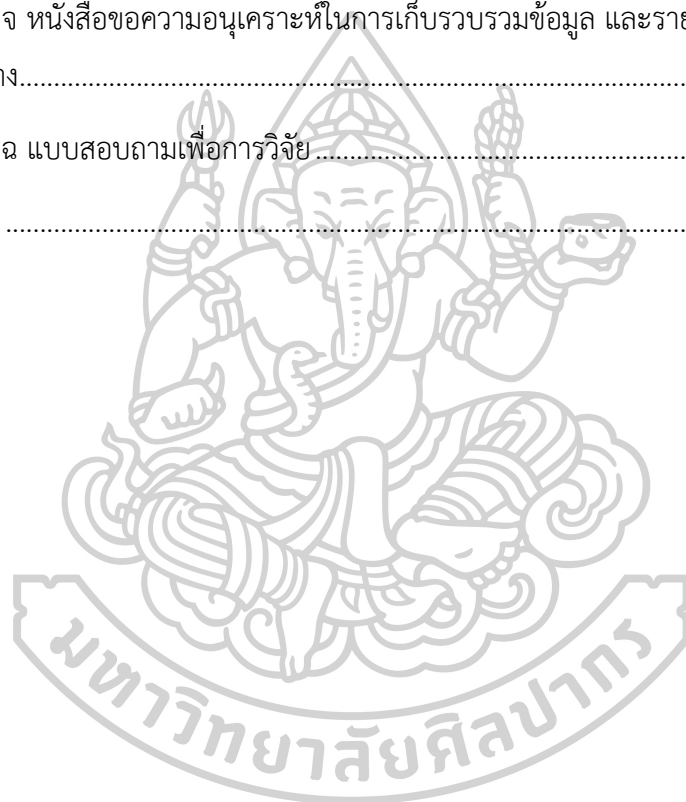 จ หนังสือขอความอนุเคราะห์ในการเก็บรวบรวมข้อมูล และราย
าง................................................................
ฉ แบบสอบถามเพื่อการวิจัย................................................................
................................................................
มหาวิทยาลัยศิลปากร